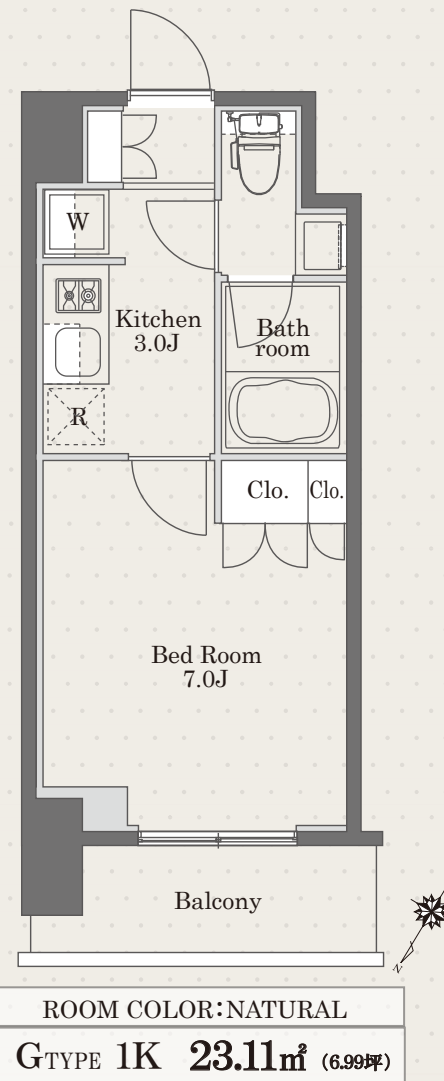 W
Kitchen
3.0J
Bath
room
R
Clo.
Clo.
Bed Room
7.0J
Balcony
N
ROOM COLOR:NATURAL
GTYPE 1K 23.11㎡ (6.99坪)